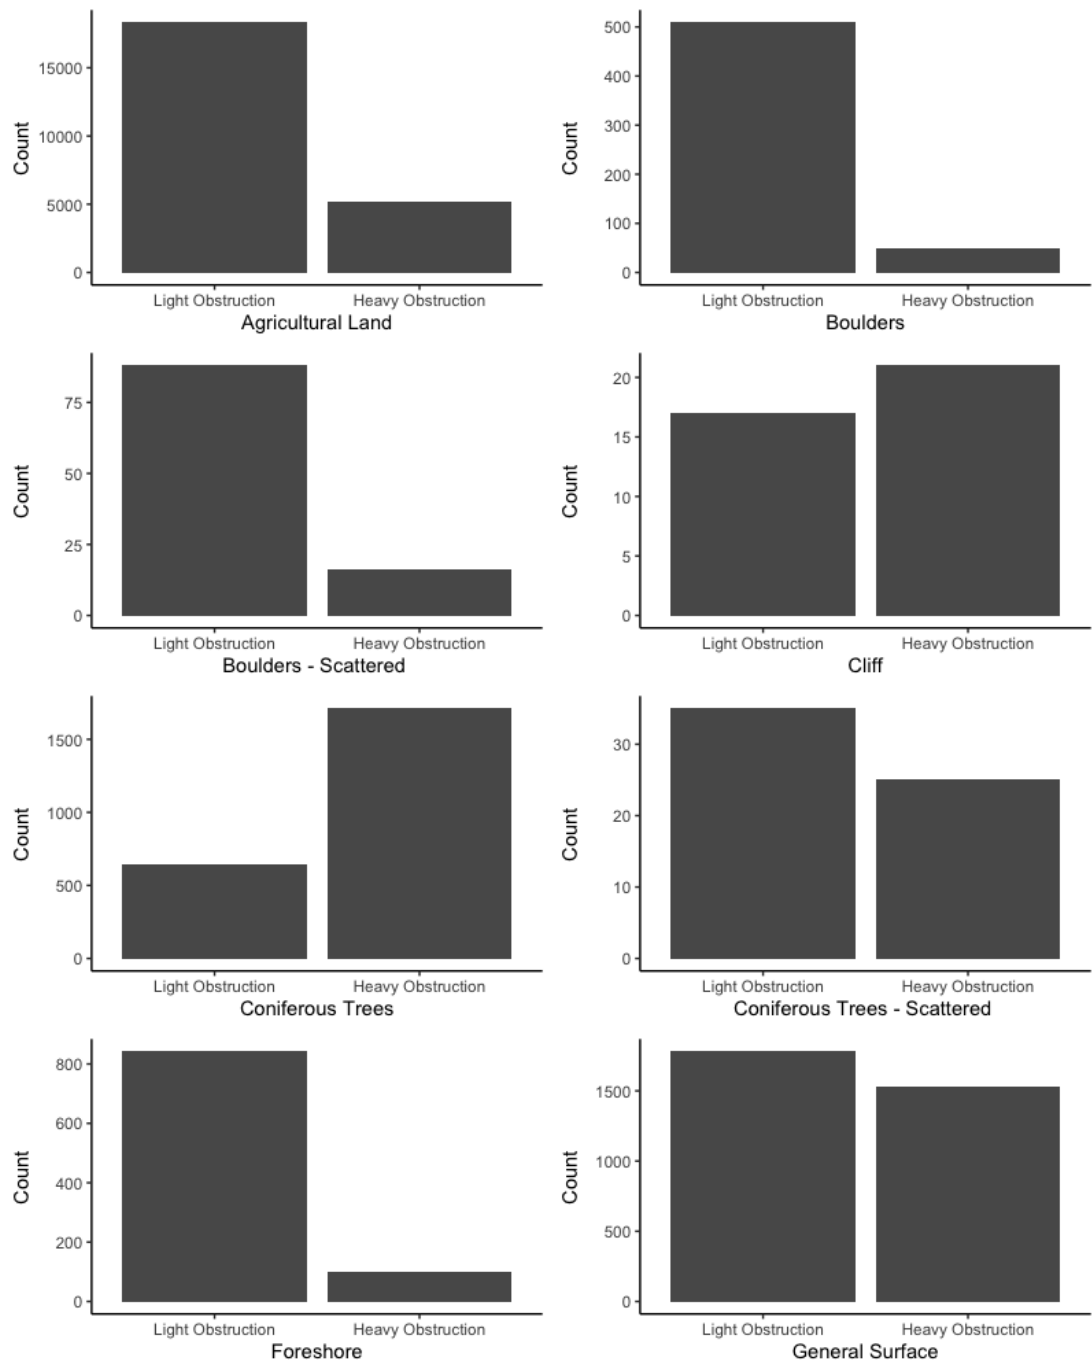 Count
15000
10000
5000
0
Light Obstruction Heavy Obstruction
Agricultural Land
Count
500
400
300
200
100
0
Light Obstruction Heavy Obstruction
Boulders
Count
75
50
25
0
Light Obstruction Heavy Obstruction
Boulders - Scattered
Count
20
15
10
5
0
Light Obstruction Heavy Obstruction
Cliff
Count
1500
1000
500
0
Light Obstruction Heavy Obstruction
Coniferous Trees
Count
30
20
10
0
Light Obstruction Heavy Obstruction
Coniferous Trees - Scattered
Count
800
600
400
200
0
Light Obstruction Heavy Obstruction
Foreshore
Count
1500
1000
500
0
Light Obstruction Heavy Obstruction
General Surface